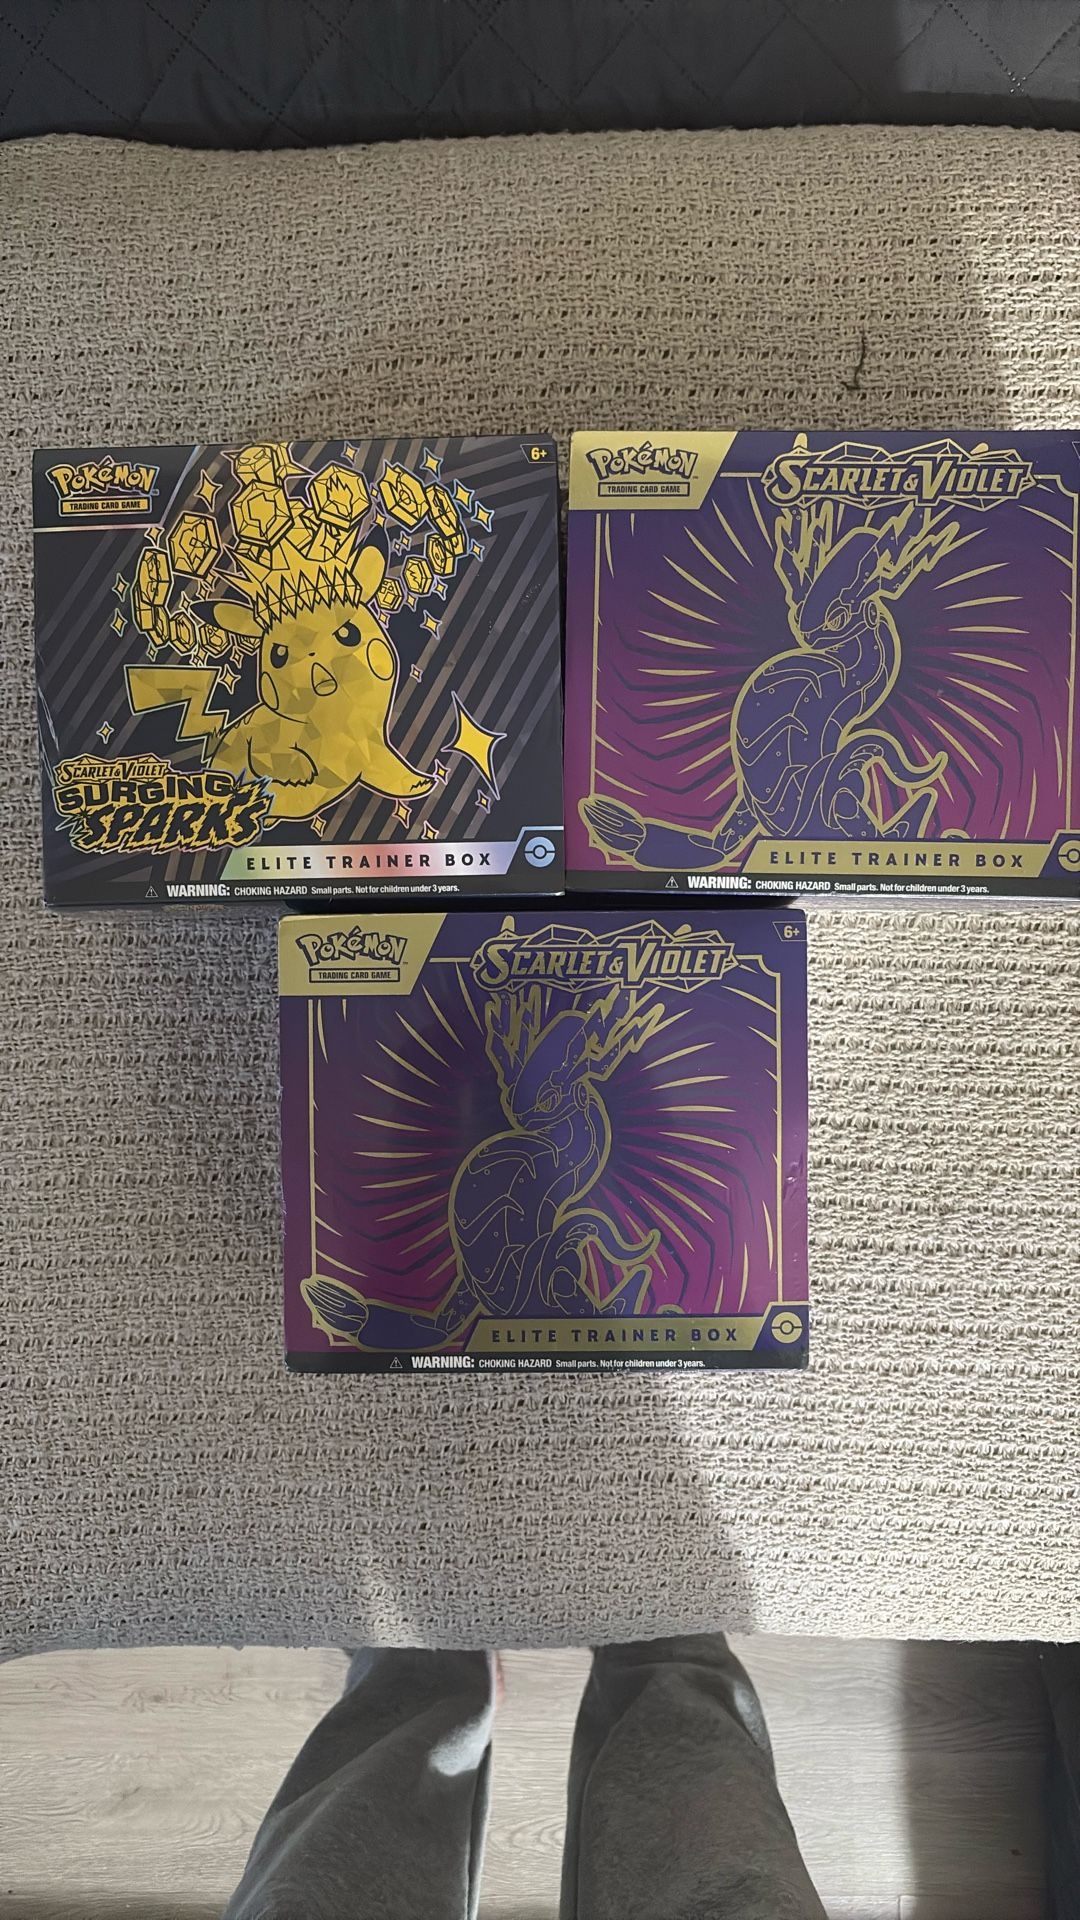 Pokémon
TRADING CARD GAME
6+
SCARLET & VIOLET
SURGING
SPARKS
ELITE TRAINER BOX
WARNING: CHOKING HAZARD Small parts. Not for children under 3 years.
Pokémon
TRADING CARD GAME
SCARLET & VIOLET
ELITE TRAINER BOX
WARNING: CHOKING HAZARD Small parts. Not for children under 3 years.
Pokémon
TRADING CARD GAME
SCARLET & VIOLET
6+
ELITE TRAINER BOX
WARNING: CHOKING HAZARD Small parts. Not for children under 3 years.